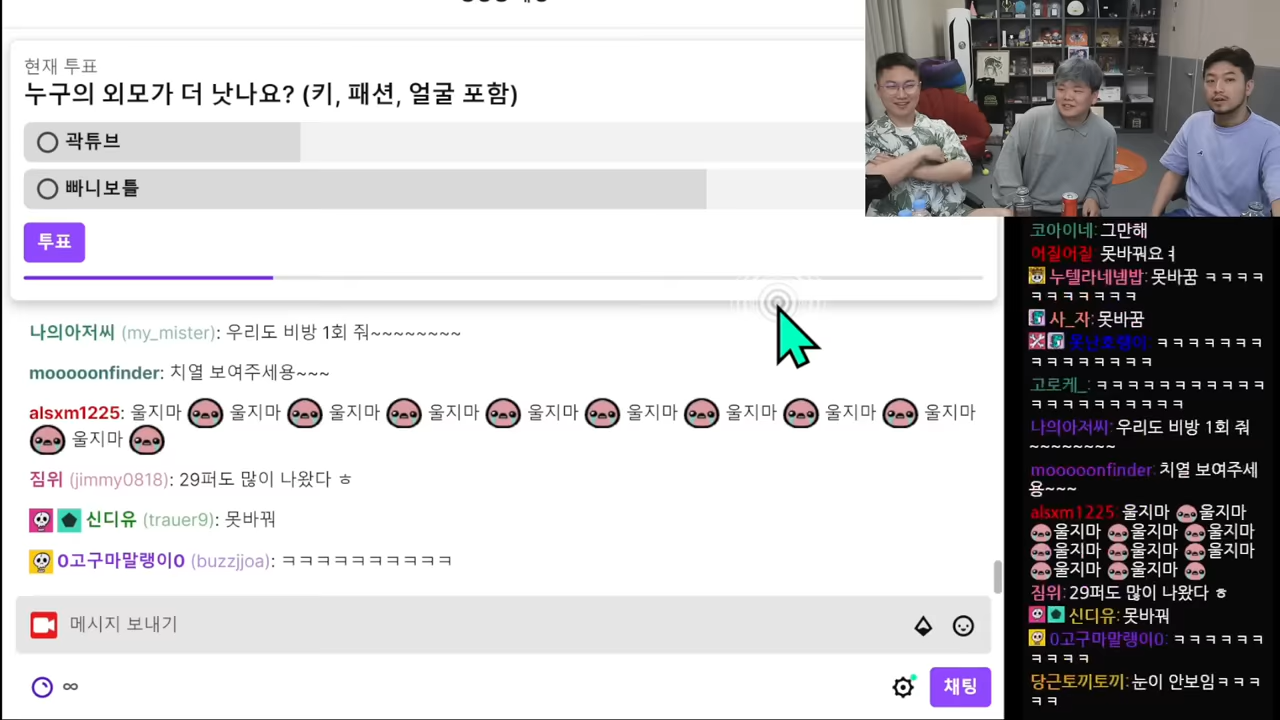 현재 투표
누구의 외모가 더 낫나요? (키, 패션, 얼굴 포함)
곽튜브
빠니보틀
투표
나의아저씨 (my_mister): 우리도 비방 1회 줘~~~~~~~~
mooooonfinder: 치열 보여주세용~~~
alsxm1225: 울지마 울지마 울지마 울지마 울지마 울지마 울지마 울지마 울지마
울지마
짐위 (jimmy0818): 29퍼도 많이 나왔다 ㅎ
신디유 (trauer9): 못바꿔
0고구마말랭이0 (buzzjjoa): ㅋㅋㅋㅋㅋㅋㅋㅋㅋㅋ
메시지 보내기
∞
채팅
코아이네: 그만해
어질어질 못바꿔요ㅕ
누텔라네넴밥: 못바꿈 ㅋㅋㅋㅋ
ㅋㅋㅋㅋㅋㅋㅋ
사_자: 못바꿈
못난호랭이: ㅋㅋㅋㅋㅋㅋㅋ
ㅋㅋㅋㅋㅋㅋㅋㅋ
고로케_: ㅋㅋㅋㅋㅋㅋㅋㅋㅋㅋㅋ
ㅋㅋㅋㅋㅋㅋㅋㅋㅋㅋ
나의아저씨: 우리도 비방 1회 줘
~~~~~~~~
mooooonfinder: 치열 보여주세
용~~~
alsxm1225: 울지마 울지마
울지마 울지마 울지마
울지마 울지마 울지마
울지마 울지마
짐위: 29퍼도 많이 나왔다 ㅎ
신디유: 못바꿔
0고구마말랭이0: ㅋㅋㅋㅋㅋㅋ
ㅋㅋㅋㅋ
당근토끼토끼: 눈이 안보임ㅋㅋㅋ
ㅋㅋ